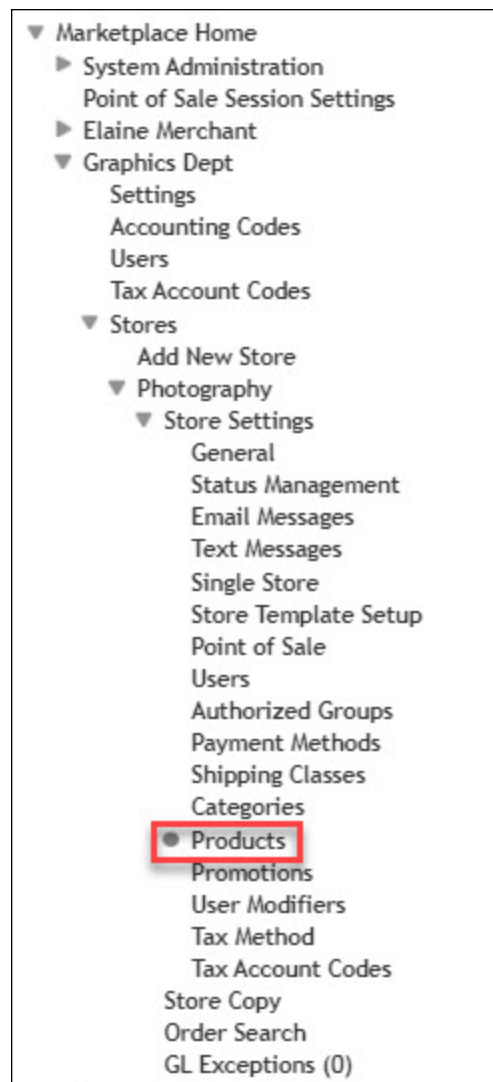 Marketplace Home
System Administration
Point of Sale Session Settings
Elaine Merchant
Graphics Dept
Settings
Accounting Codes
Users
Tax Account Codes
Stores
Add New Store
Photography
Store Settings
General
Status Management
Email Messages
Text Messages
Single Store
Store Template Setup
Point of Sale
Users
Authorized Groups
Payment Methods
Shipping Classes
Categories
Products
Promotions
User Modifiers
Tax Method
Tax Account Codes
Store Copy
Order Search
GL Exceptions (0)